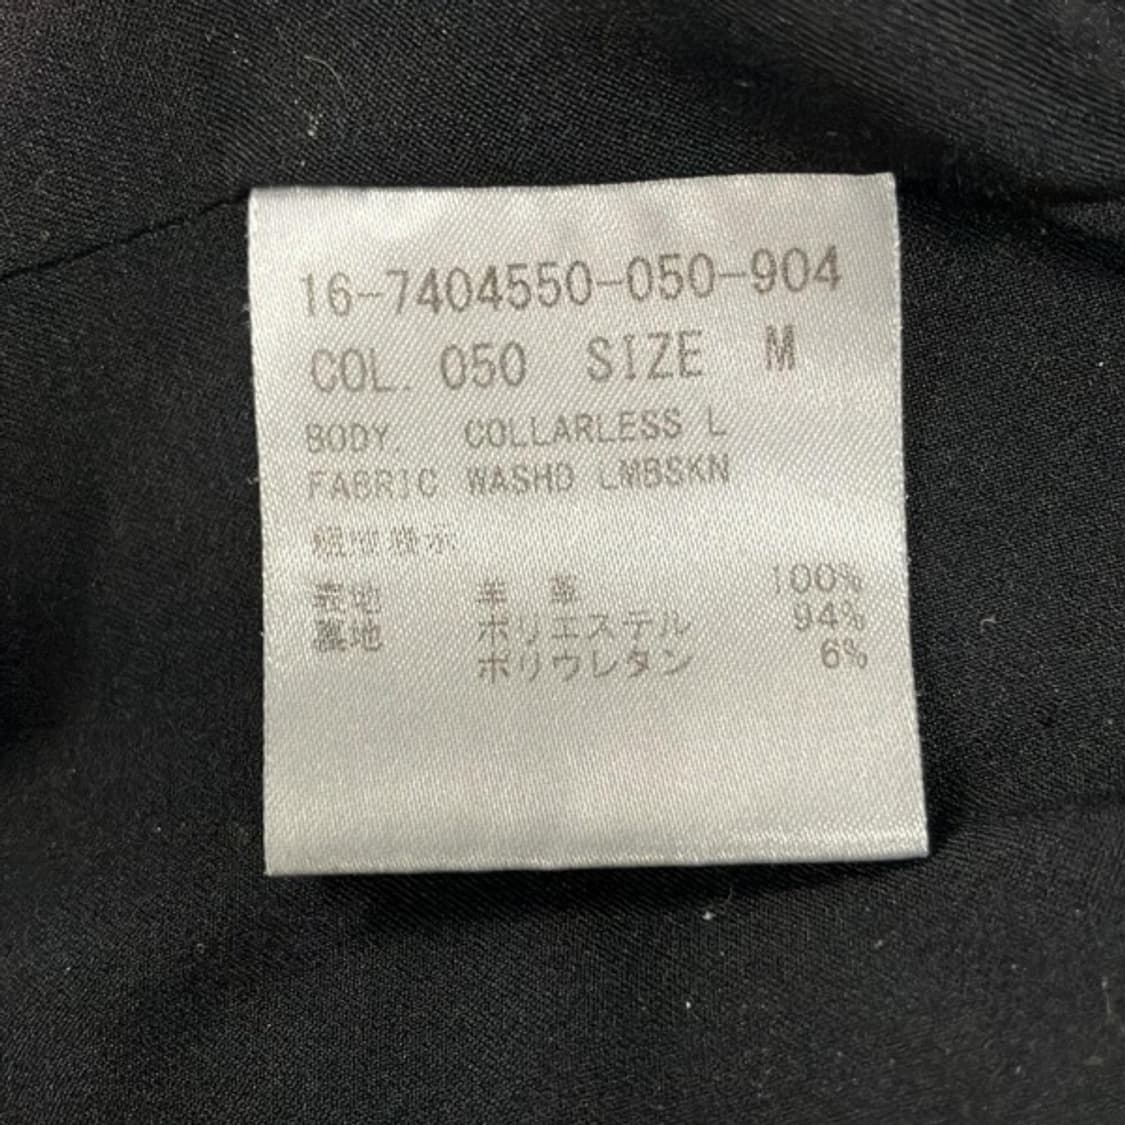 16-7404550-050-904
COL. 050 SIZE M
BODY. COLLARLESS L
FABRIC WASHD LMBSKN
組成表示
表地 羊 革 100%
裏地 ポリエステル 94%
ポリウレタン 6%